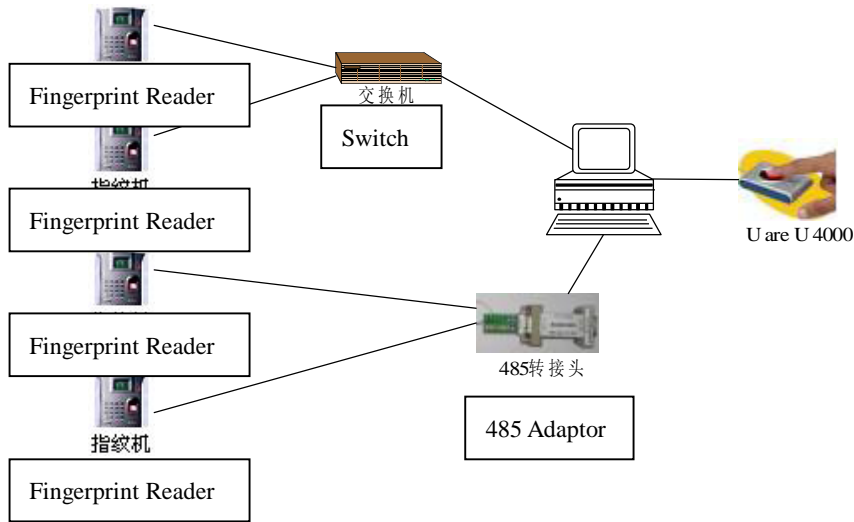 Fingerprint Reader
交换机
Switch
指纹机
Fingerprint Reader
U are U 4000
Fingerprint Reader
485转接头
485 Adaptor
指纹机
Fingerprint Reader